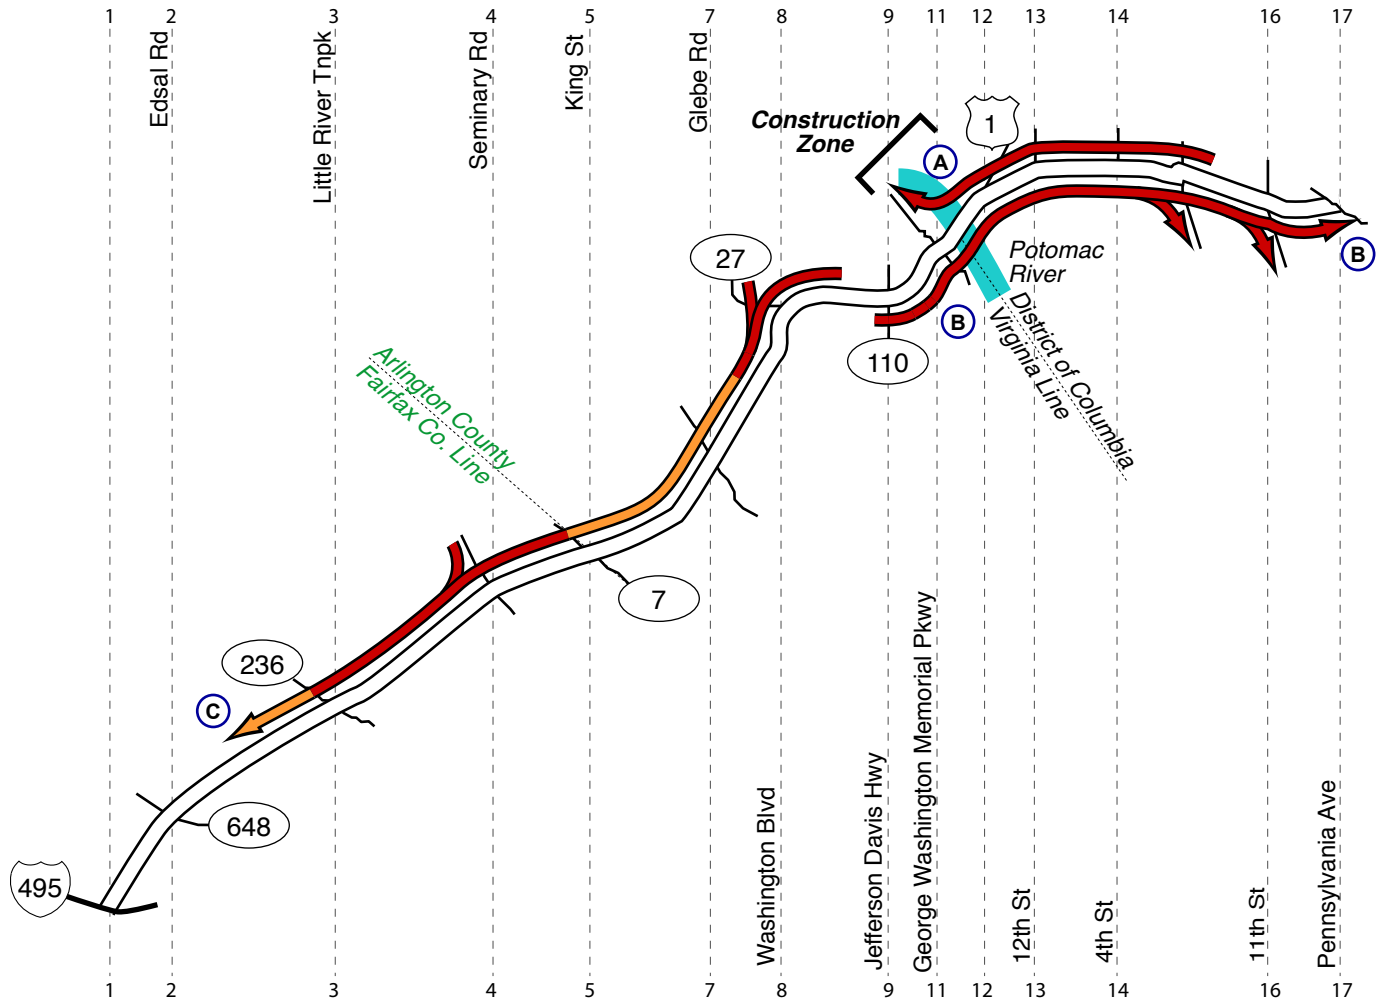 1 2 3 4 5 7 8 9 11 12 13 14 16 17
Edsal Rd
Little River Tnpk
Seminary Rd
King St
Glebe Rd
Construction
Zone
A
1
27
Potomac
River
B
B
District of Columbia
Virginia Line
110
Arlington County
Fairfax Co. Line
7
236
C
648
495
Washington Blvd
Jefferson Davis Hwy
George Washington Memorial Pkwy
12th St
4th St
11th St
Pennsylvania Ave
1 2 3 4 5 7 8 9 11 12 13 14 16 17